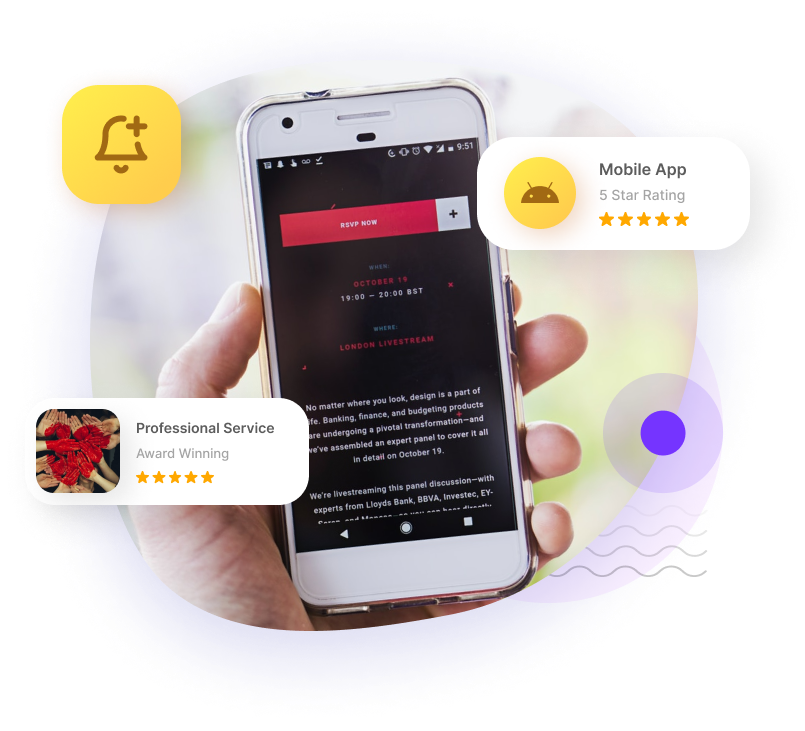 9:51
RSVP NOW
+
WHEN:
OCTOBER 19
19:00 — 20:00 BST
WHERE:
LONDON LIVESTREAM
No matter where you look, design is a part of
life. Banking, finance, and budgeting products
are undergoing a pivotal transformation—and
we've assembled an expert panel to cover it all
in detail on October 19.
We're livestreaming this panel discussion—with
experts from Lloyds Bank, BBVA, Investec, EY-
Mobile App
5 Star Rating
Professional Service
Award Winning